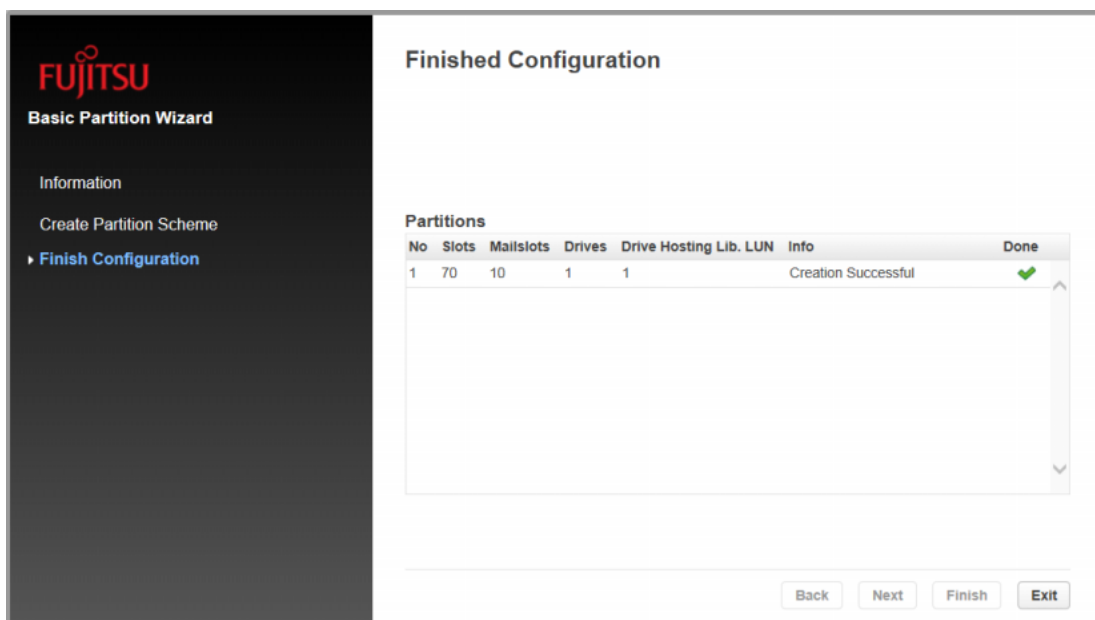 FUJITSU
Basic Partition Wizard
Information
Create Partition Scheme
Finish Configuration
Finished Configuration
Partitions
No Slots Mailslots Drives Drive Hosting Lib. LUN Info Done
1 70 10 1 1 Creation Successful
Back Next Finish Exit